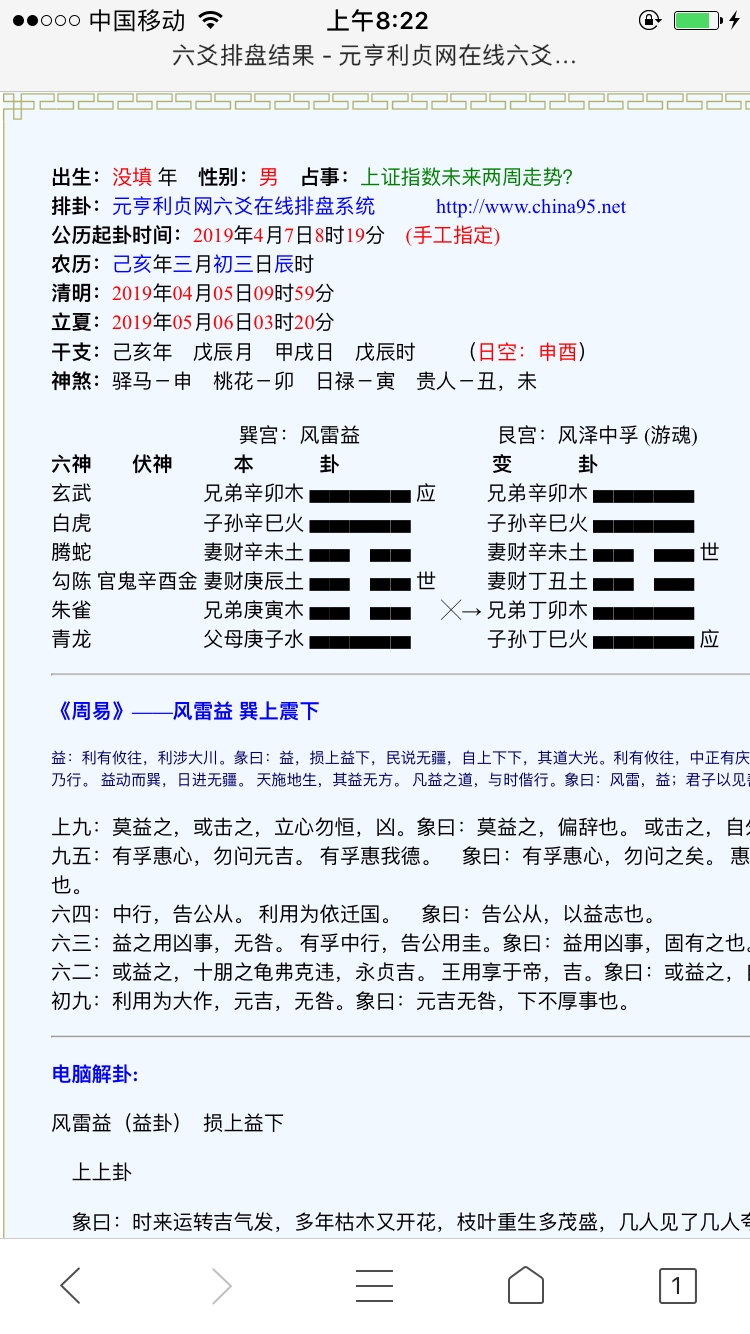 中国移动 上午8:22
六爻排盘结果 - 元亨利贞网在线六爻...
出生：没填 年 性别：男 占事：上证指数未来两周走势？
排卦：元亨利贞网六爻在线排盘系统 http://www.china95.net
公历起卦时间：2019年4月7日8时19分 (手工指定)
农历：己亥年三月初三日辰时
清明：2019年04月05日09时59分
立夏：2019年05月06日03时20分
干支：己亥年 戊辰月 甲戌日 戊辰时 （日空：申酉）
神煞：驿马－申 桃花－卯 日禄－寅 贵人－丑，未
巽宫：风雷益 艮宫：风泽中孚 (游魂)
六神 伏神 本 卦 变 卦
玄武 兄弟辛卯木 应 兄弟辛卯木
白虎 子孙辛巳火 子孙辛巳火
腾蛇 妻财辛未土 妻财辛未土 世
勾陈 官鬼辛酉金 妻财庚辰土 世 妻财丁丑土
朱雀 兄弟庚寅木 ×→ 兄弟丁卯木
青龙 父母庚子水 子孙丁巳火 应
《周易》——风雷益 巽上震下
益：利有攸往，利涉大川。彖曰：益，损上益下，民说无疆，自上下下，其道大光。利有攸往，中正有庆
乃行。 益动而巽，日进无疆。 天施地生，其益无方。 凡益之道，与时偕行。象曰：风雷，益；君子以见
上九：莫益之，或击之，立心勿恒，凶。象曰：莫益之，偏辞也。 或击之，自
九五：有孚惠心，勿问元吉。 有孚惠我德。 象曰：有孚惠心，勿问之矣。 惠
也。
六四：中行，告公从。 利用为依迁国。 象曰：告公从，以益志也。
六三：益之用凶事，无咎。 有孚中行，告公用圭。象曰：益用凶事，固有之也。
六二：或益之，十朋之龟弗克违，永贞吉。 王用享于帝，吉。象曰：或益之，
初九：利用为大作，元吉，无咎。象曰：元吉无咎，下不厚事也。
电脑解卦:
风雷益（益卦） 损上益下
上上卦
象曰：时来运转吉气发，多年枯木又开花，枝叶重生多茂盛，几人见了几人
1